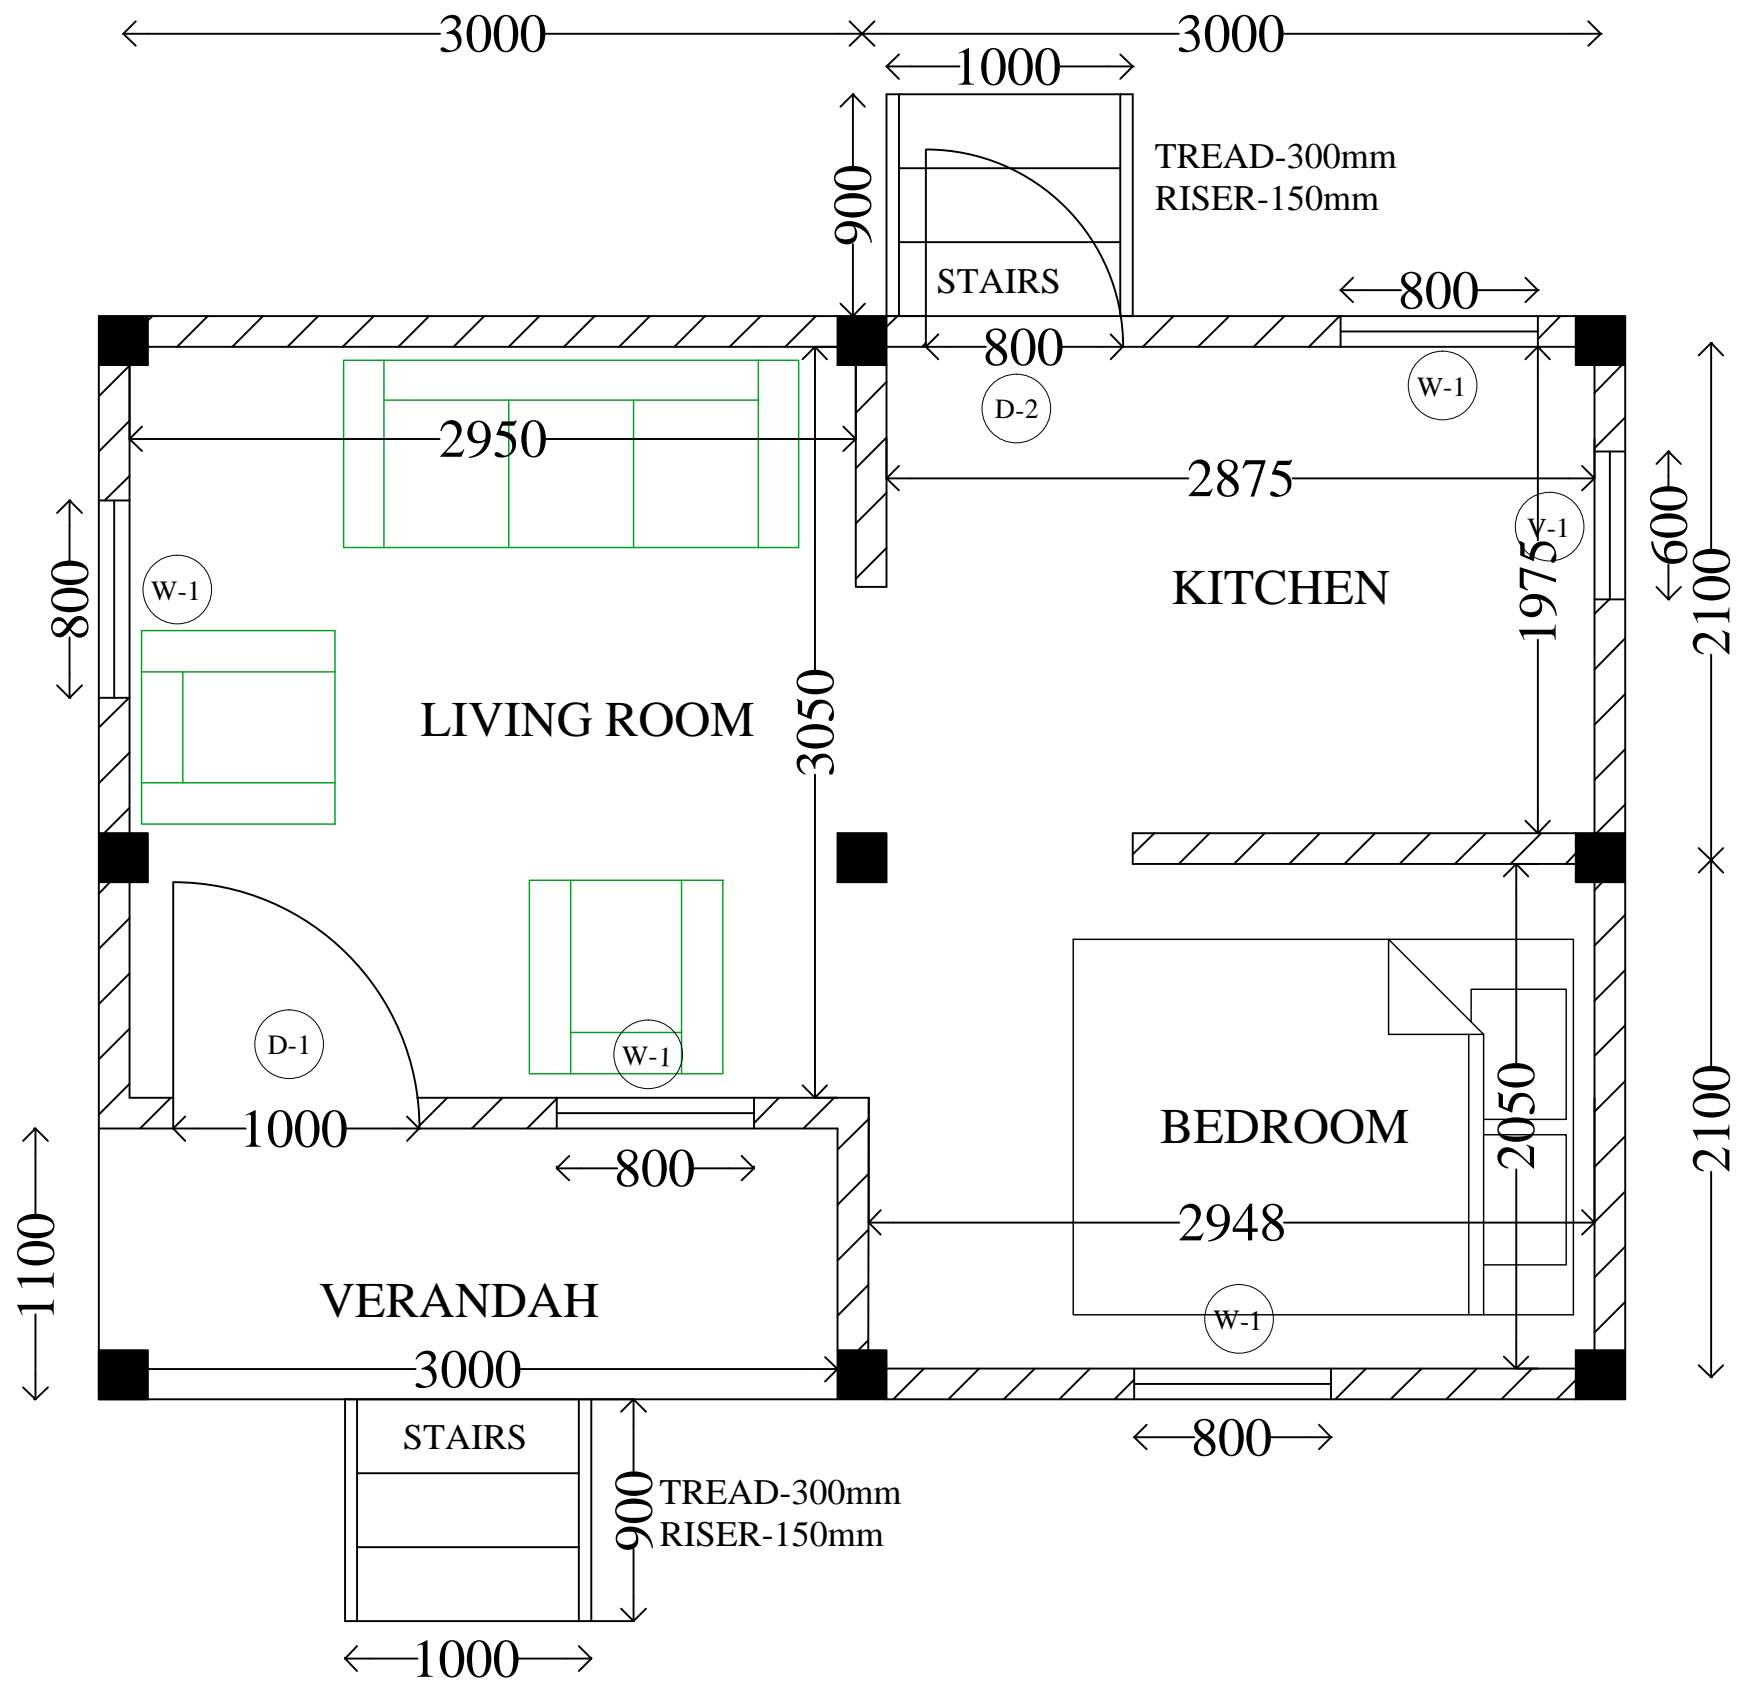 3000
3000
1000
900
TREAD-300mm
RISER-150mm
STAIRS
800
800
D-2
W-1
2950
2875
V-1
600
1975
2100
W-1
800
KITCHEN
LIVING ROOM
3050
D-1
W-1
1000
800
BEDROOM
2050
2100
2948
1100
VERANDAH
W-1
3000
800
STAIRS
900
TREAD-300mm
RISER-150mm
1000